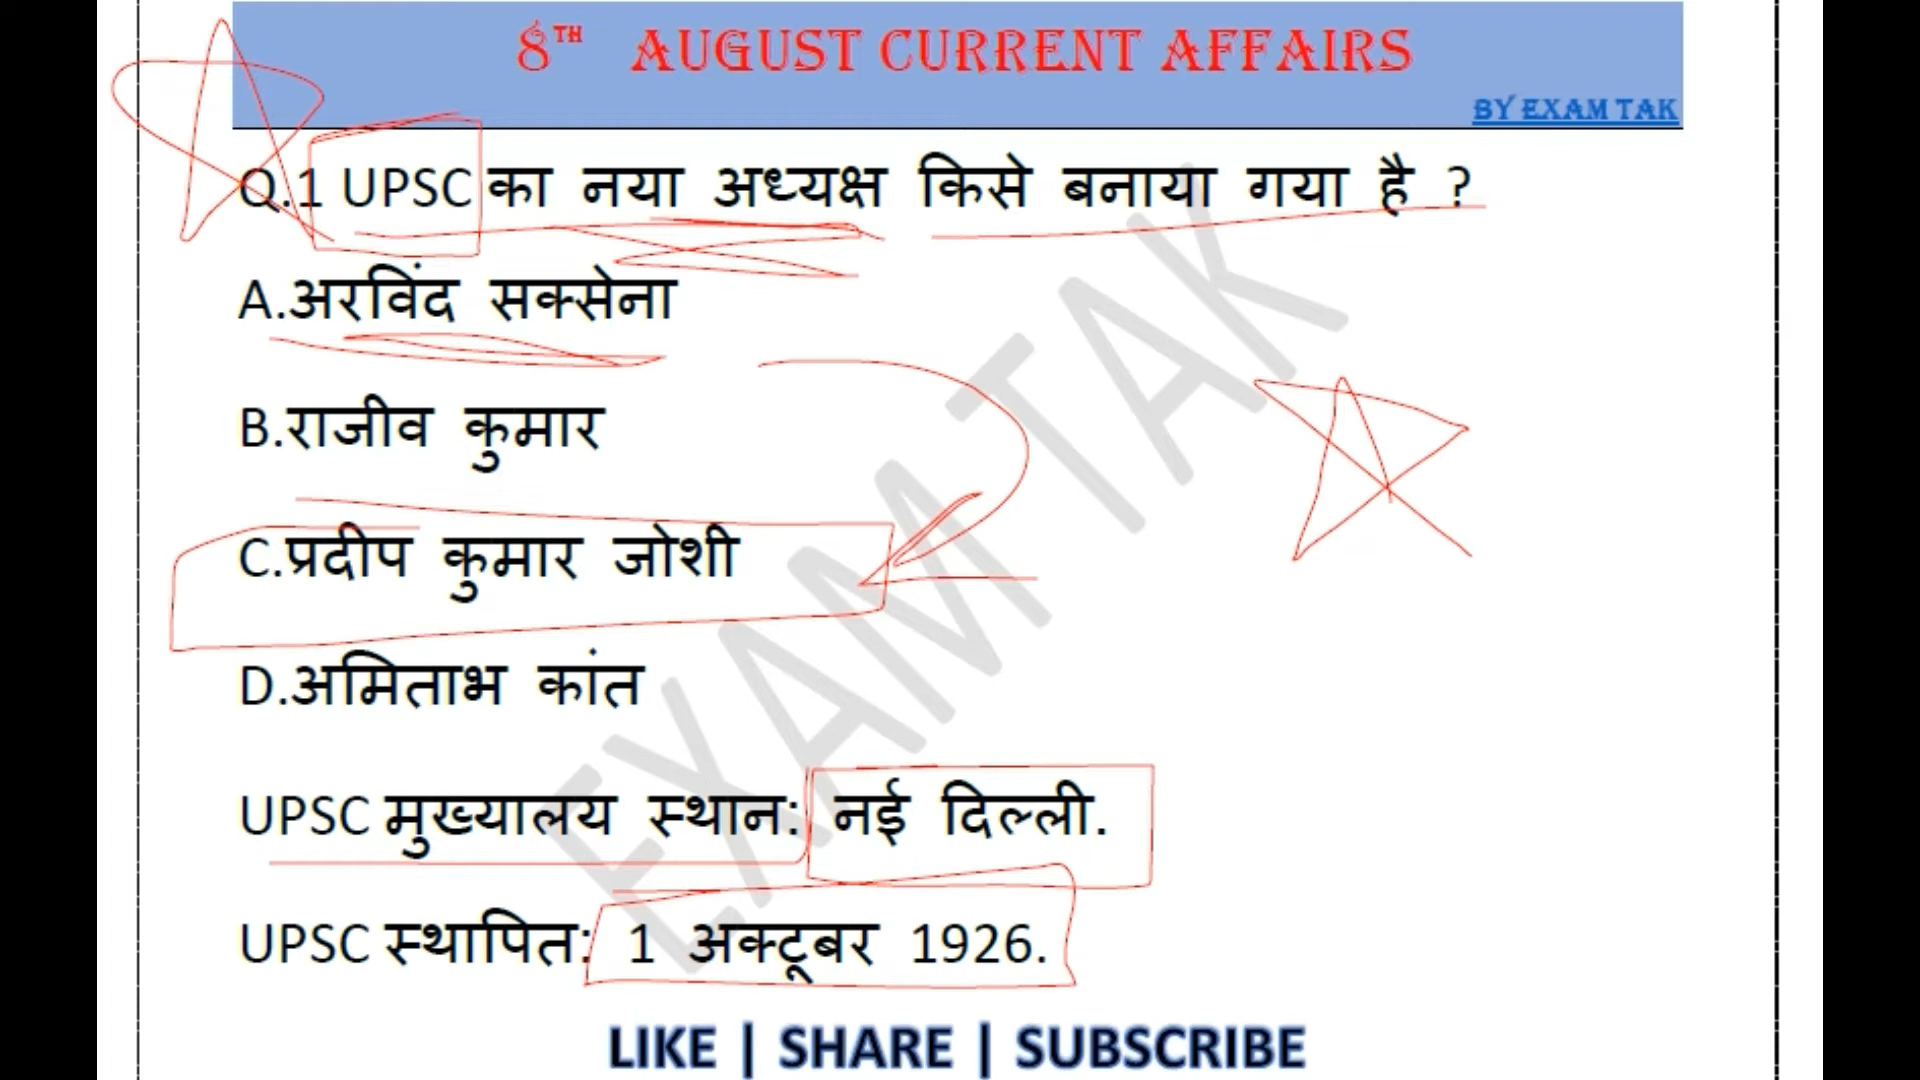 8TH AUGUST CURRENT AFFAIRS
BY EXAM TAK
Q.1 UPSC का नया अध्यक्ष किसे बनाया गया है ?
A.अरविंद सक्सेना
B.राजीव कुमार
C.प्रदीप कुमार जोशी
D.अमिताभ कांत
UPSC मुख्यालय स्थान: नई दिल्ली.
UPSC स्थापित: 1 अक्टूबर 1926.
EXAM TAK
LIKE | SHARE | SUBSCRIBE